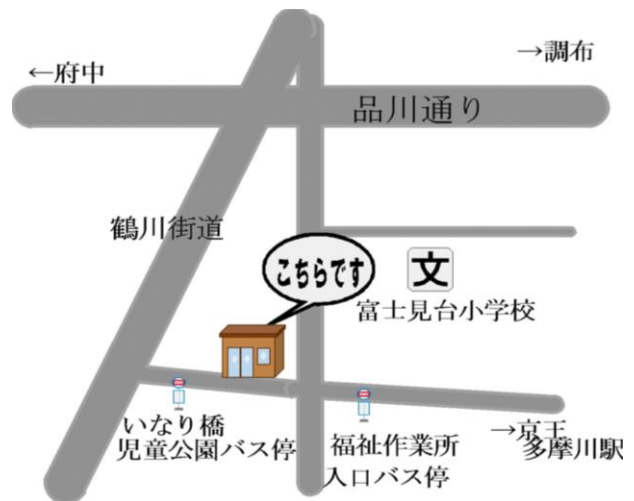 →調布
←府中
品川通り
鶴川街道
こちらです
文
富士見台小学校
いなり橋
児童公園バス停
福祉作業所
入口バス停
→京王
多摩川駅